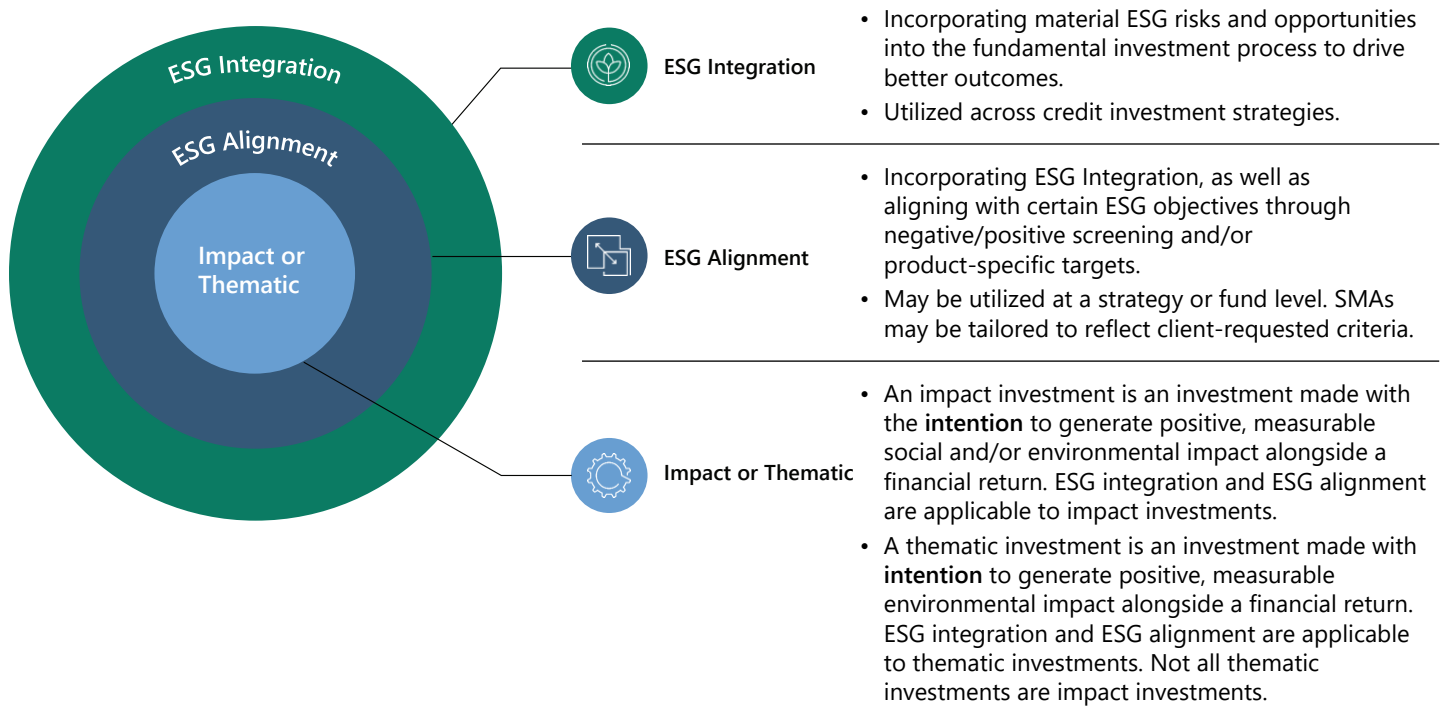 ESG Integration
ESG Alignment
Impact or
Thematic
ESG Integration
• Incorporating material ESG risks and opportunities
into the fundamental investment process to drive
better outcomes.
• Utilized across credit investment strategies.
ESG Alignment
• Incorporating ESG Integration, as well as
aligning with certain ESG objectives through
negative/positive screening and/or
product-specific targets.
• May be utilized at a strategy or fund level. SMAs
may be tailored to reflect client-requested criteria.
Impact or Thematic
• An impact investment is an investment made with
the intention to generate positive, measurable
social and/or environmental impact alongside a
financial return. ESG integration and ESG alignment
are applicable to impact investments.
• A thematic investment is an investment made with
intention to generate positive, measurable
environmental impact alongside a financial return.
ESG integration and ESG alignment are applicable
to thematic investments. Not all thematic
investments are impact investments.